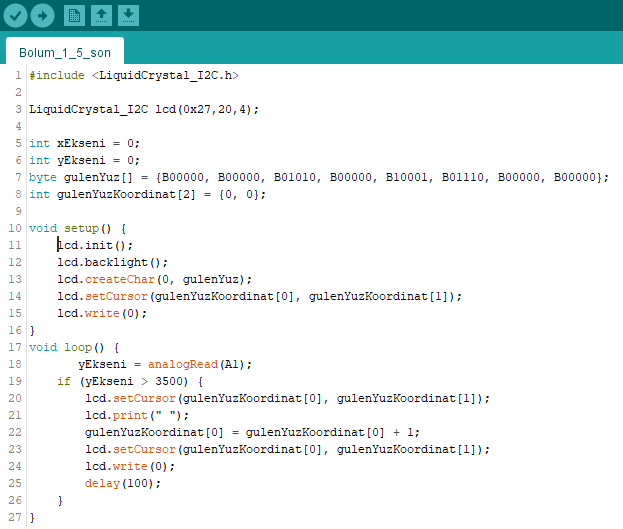 Bolum_1_5_son
1 #include <LiquidCrystal_I2C.h>
2
3 LiquidCrystal_I2C lcd(0x27,20,4);
4
5 int xEkseni = 0;
6 int yEkseni = 0;
7 byte gulenYuz[] = {B00000, B00000, B01010, B00000, B10001, B01110, B00000, B00000};
8 int gulenYuzKoordinat[2] = {0, 0};
9
10 void setup() {
11     lcd.init();
12     lcd.backlight();
13     lcd.createChar(0, gulenYuz);
14     lcd.setCursor(gulenYuzKoordinat[0], gulenYuzKoordinat[1]);
15     lcd.write(0);
16 }
17 void loop() {
18        yEkseni = analogRead(A1);
19     if (yEkseni > 3500) {
20         lcd.setCursor(gulenYuzKoordinat[0], gulenYuzKoordinat[1]);
21         lcd.print(" ");
22         gulenYuzKoordinat[0] = gulenYuzKoordinat[0] + 1;
23         lcd.setCursor(gulenYuzKoordinat[0], gulenYuzKoordinat[1]);
24         lcd.write(0);
25         delay(100);
26     }
27 }